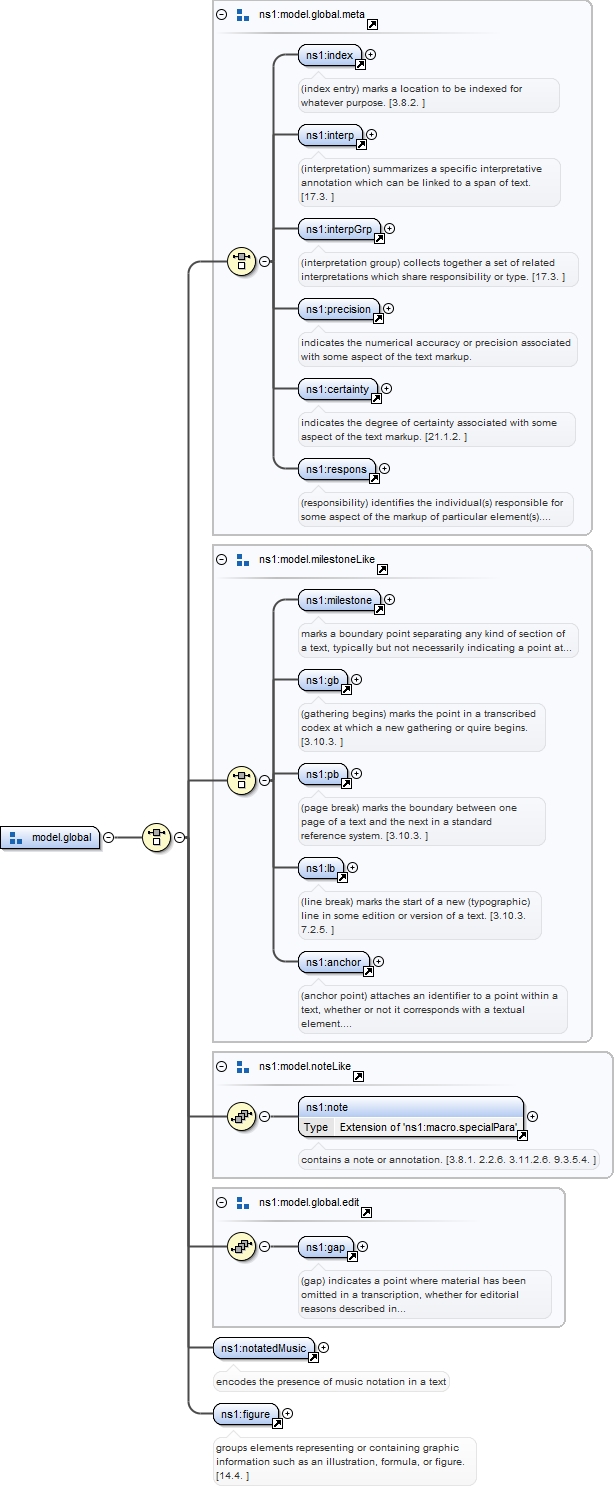 ns1:model.global.meta
ns1:index
(index entry) marks a location to be indexed for
whatever purpose. [3.8.2. ]
ns1:interp
(interpretation) summarizes a specific interpretative
annotation which can be linked to a span of text.
[17.3. ]
ns1:interpGrp
(interpretation group) collects together a set of related
interpretations which share responsibility or type. [17.3. ]
ns1:precision
indicates the numerical accuracy or precision associated
with some aspect of the text markup.
ns1:certainty
indicates the degree of certainty associated with some
aspect of the text markup. [21.1.2. ]
ns1:respons
(responsibility) identifies the individual(s) responsible for
some aspect of the markup of particular element(s)....
ns1:model.milestoneLike
ns1:milestone
marks a boundary point separating any kind of section of
a text, typically but not necessarily indicating a point at...
ns1:gb
(gathering begins) marks the point in a transcribed
codex at which a new gathering or quire begins.
[3.10.3. ]
ns1:pb
(page break) marks the boundary between one
page of a text and the next in a standard
reference system. [3.10.3. ]
model.global
ns1:lb
(line break) marks the start of a new (typographic)
line in some edition or version of a text. [3.10.3.
7.2.5. ]
ns1:anchor
(anchor point) attaches an identifier to a point within a
text, whether or not it corresponds with a textual
element....
ns1:model.noteLike
ns1:note
Type Extension of 'ns1:macro.specialPara'
contains a note or annotation. [3.8.1. 2.2.6. 3.11.2.6. 9.3.5.4. ]
ns1:model.global.edit
ns1:gap
(gap) indicates a point where material has been
omitted in a transcription, whether for editorial
reasons described in...
ns1:notatedMusic
encodes the presence of music notation in a text
ns1:figure
groups elements representing or containing graphic
information such as an illustration, formula, or figure.
[14.4. ]